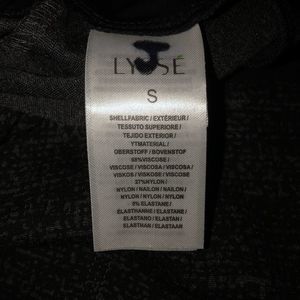 J
LYSSÉ
S
SHELLFABRIC / EXTÉRIEUR /
TESSUTO SUPERIORE /
TEJIDO EXTERIOR /
YTMATERIAL /
OBERSTOFF / BOVENSTOF
68%VISCOSE /
VISCOSE / VISCOSA / VISCOSA /
VISKOS / VISKOSE / VISCOSE
27%NYLON /
NYLON / NAILON / NAILON /
NYLON / NYLON / NYLON
5% ELASTANE /
ELASTHANNE / ELASTANE /
ELASTANO / ELASTAN /
ELASTHAN / ELASTAAN